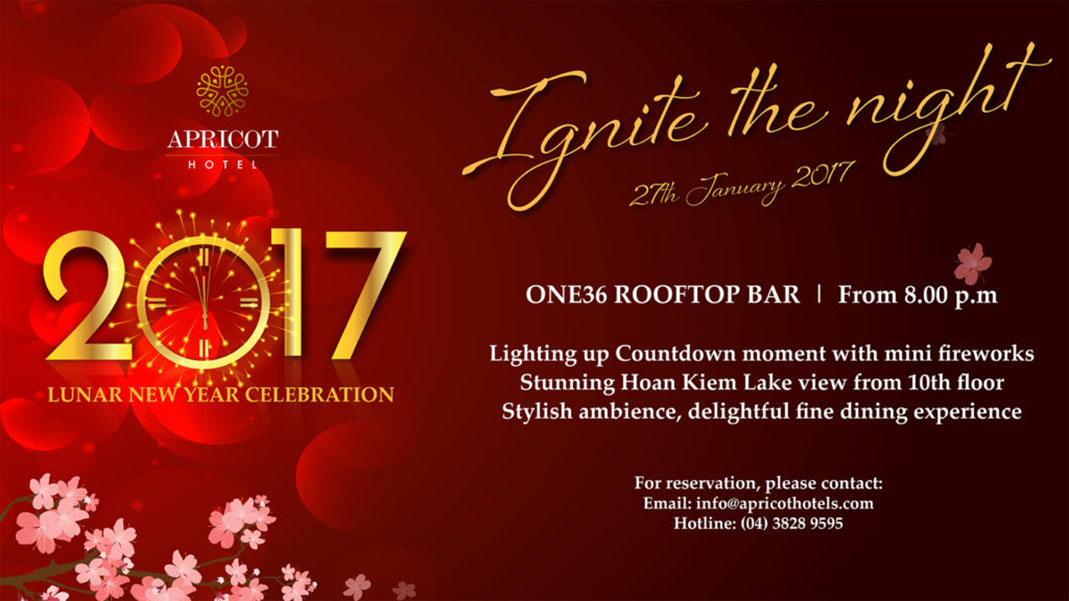 APRICOT
HOTEL
2017
LUNAR NEW YEAR CELEBRATION
Ignite the night
27th January 2017
ONE36 ROOFTOP BAR | From 8.00 p.m
Lighting up Countdown moment with mini fireworks
Stunning Hoan Kiem Lake view from 10th floor
Stylish ambience, delightful fine dining experience
For reservation, please contact:
Email: info@apricothotels.com
Hotline: (04) 3828 9595